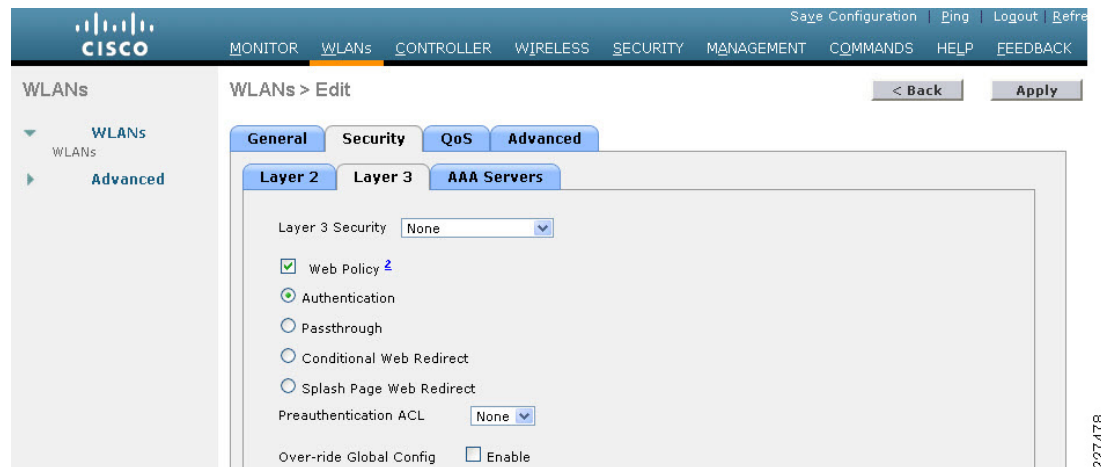 Save Configuration | Ping | Logout | Refre
CISCO
MONITOR WLANs CONTROLLER WIRELESS SECURITY MANAGEMENT COMMANDS HELP FEEDBACK
WLANs
WLANs > Edit
< Back
Apply
WLANs
WLANs
Advanced
General Security QoS Advanced
Layer 2 Layer 3 AAA Servers
Layer 3 Security None
Web Policy 2
Authentication
Passthrough
Conditional Web Redirect
Splash Page Web Redirect
Preauthentication ACL None
Over-ride Global Config Enable
227478